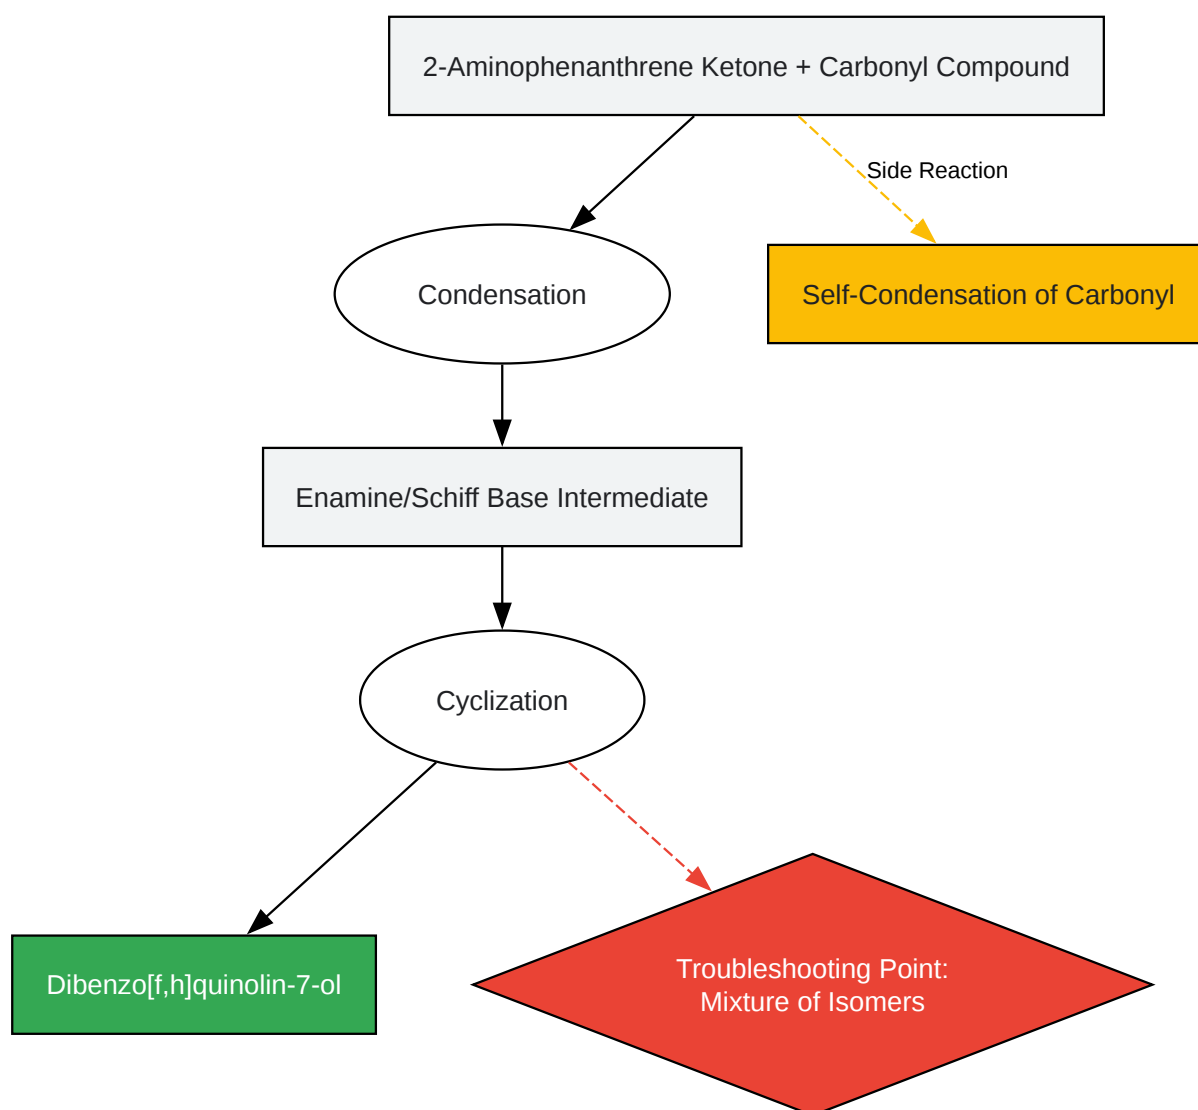 2-Aminophenanthrene Ketone + Carbonyl Compound
Side Reaction
Condensation
Self-Condensation of Carbonyl
Enamine/Schiff Base Intermediate
Cyclization
Dibenzo[f,h]quinolin-7-ol
Troubleshooting Point:
Mixture of Isomers